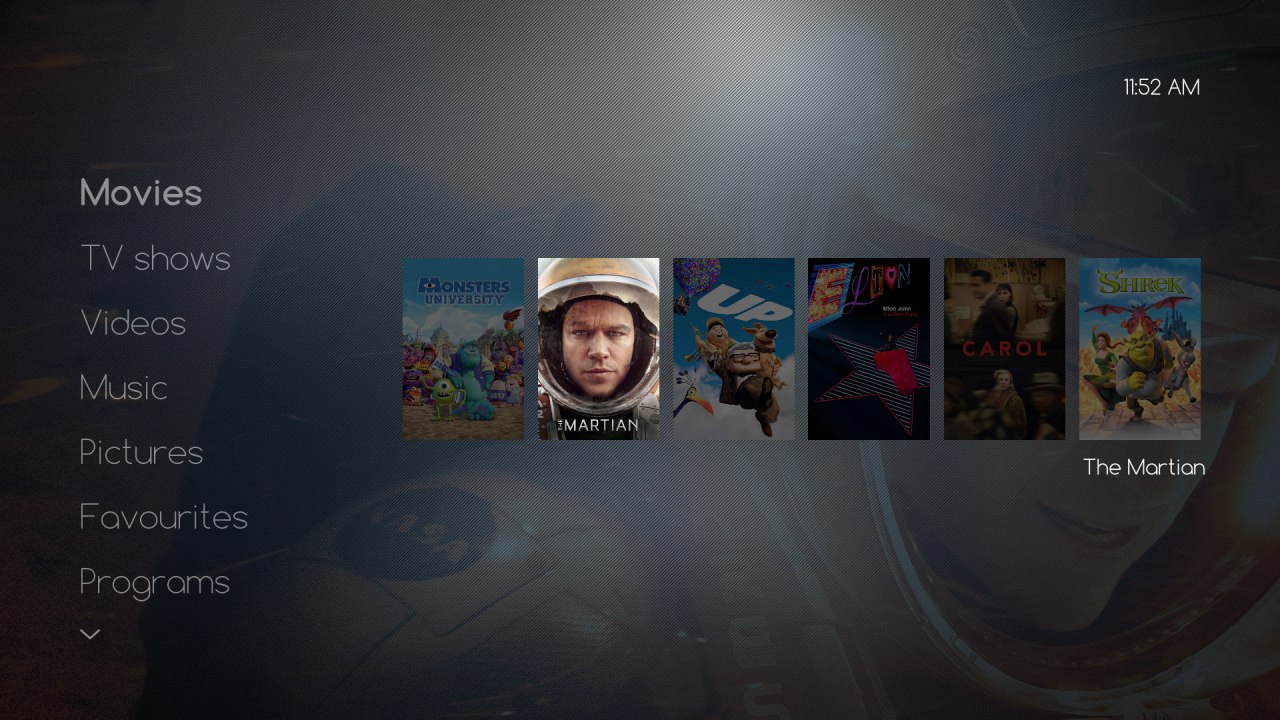 11:52 AM
Movies
TV shows
Videos
Music
Pictures
Favourites
Programs
MONSTERS
UNIVERSITY
THE MARTIAN
UP
ELTON
Elton John
CAROL
SHREK
The Martian
NASA